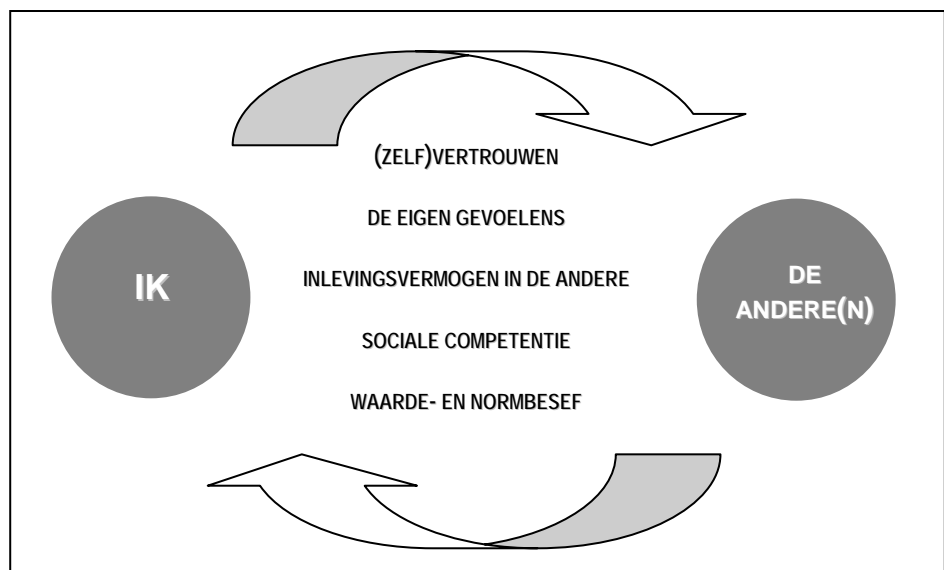 (ZELF)VERTROUWEN
DE EIGEN GEVOELENS
IK
INLEVINGSVERMOGEN IN DE ANDERE
DE
ANDERE(N)
SOCIALE COMPETENTIE
WAARDE- EN NORMBESEF